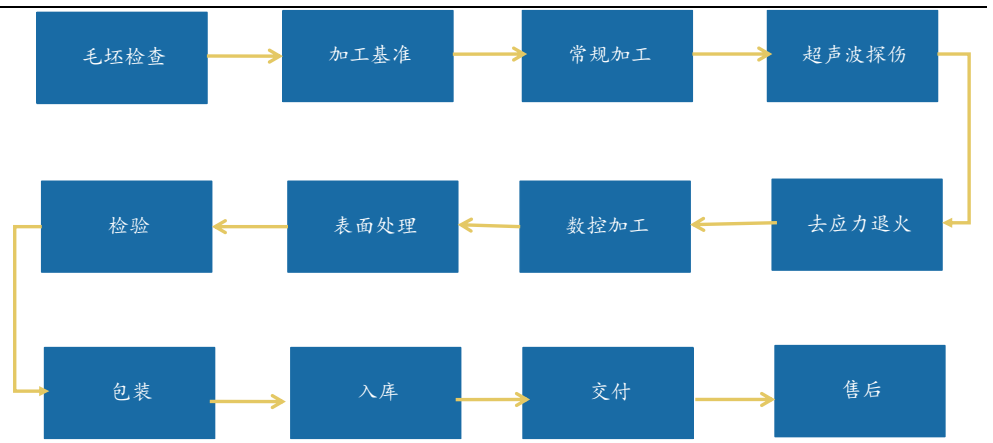 毛坯检查
加工基准
常规加工
超声波探伤
去应力退火
数控加工
表面处理
检验
包装
入库
交付
售后